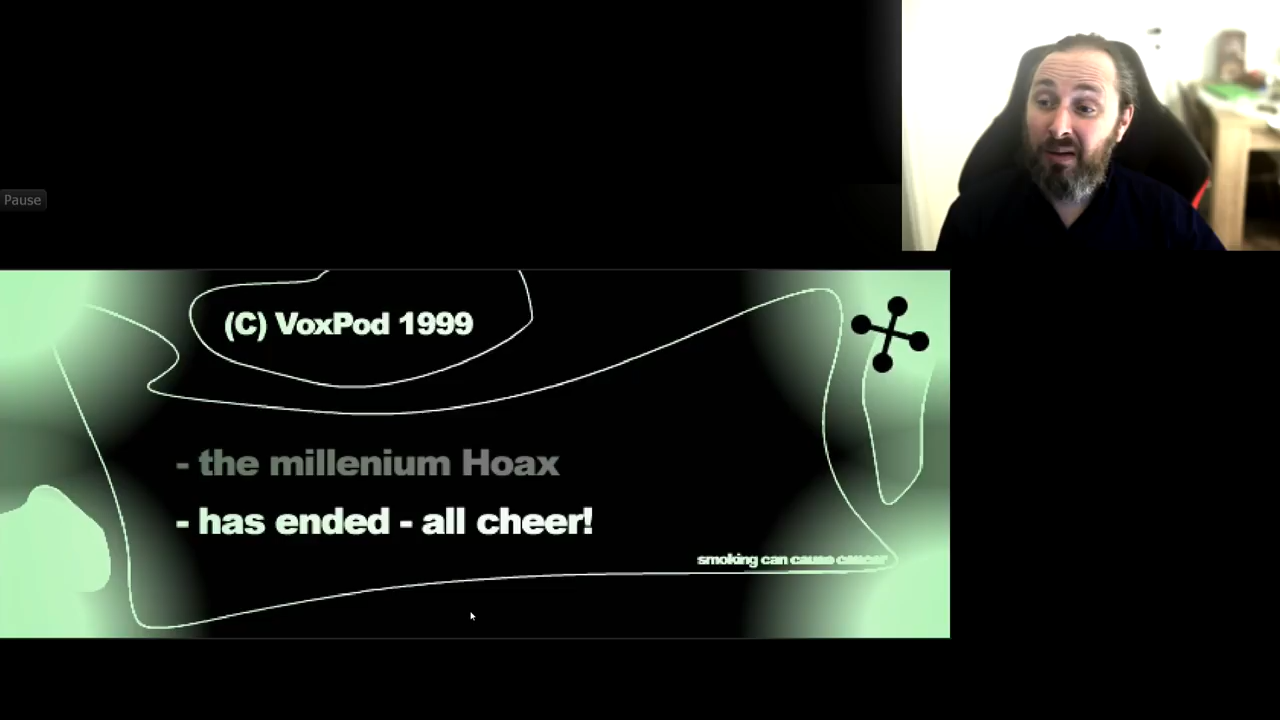 Pause
(C) VoxPod 1999
- the millenium Hoax
- has ended - all cheer!
smoking can cause cancer